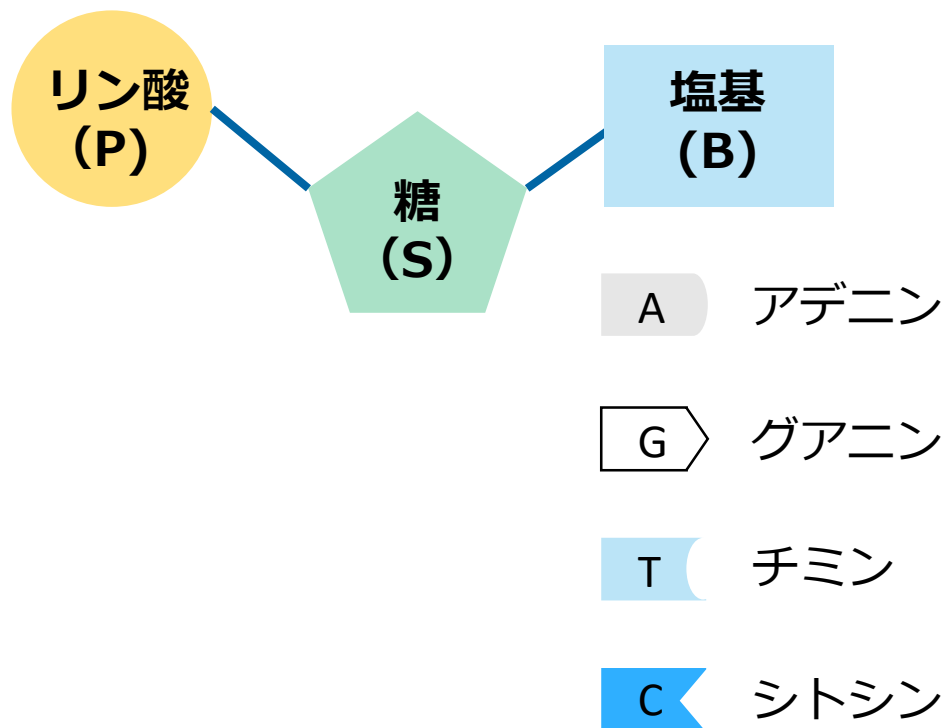 リン酸
（P）
糖
（S）
塩基
（B）
A アデニン
G グアニン
T チミン
C シトシン